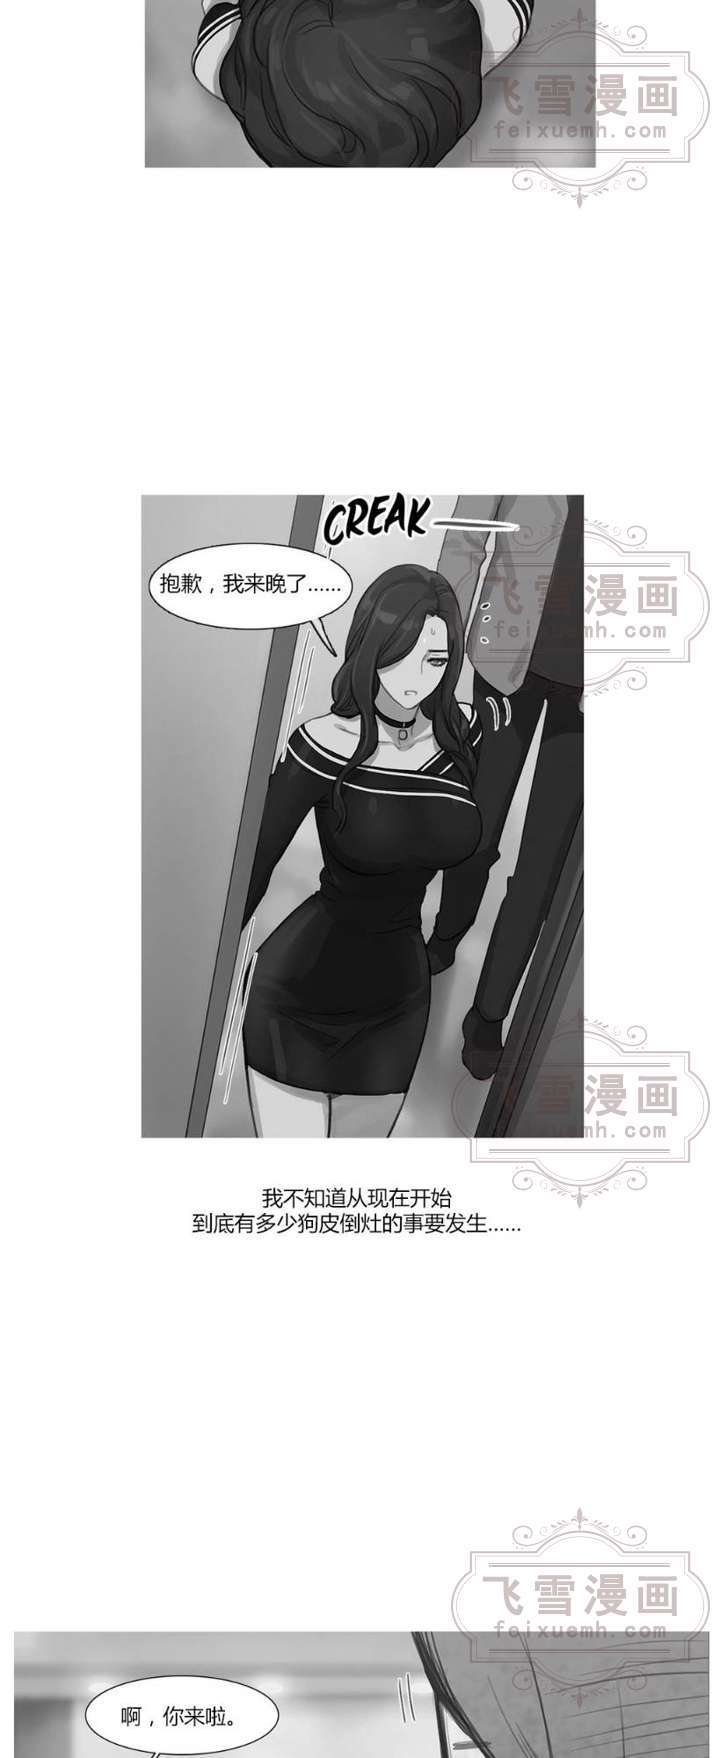 飞雪漫画
feixuemh.com
CREAK
抱歉，我来晚了......
飞雪漫画
feixuemh.com
飞雪漫画
feixuemh.com
我不知道从现在开始
到底有多少狗皮倒灶的事要发生......
飞雪漫画
feixuemh.com
啊，你来啦。